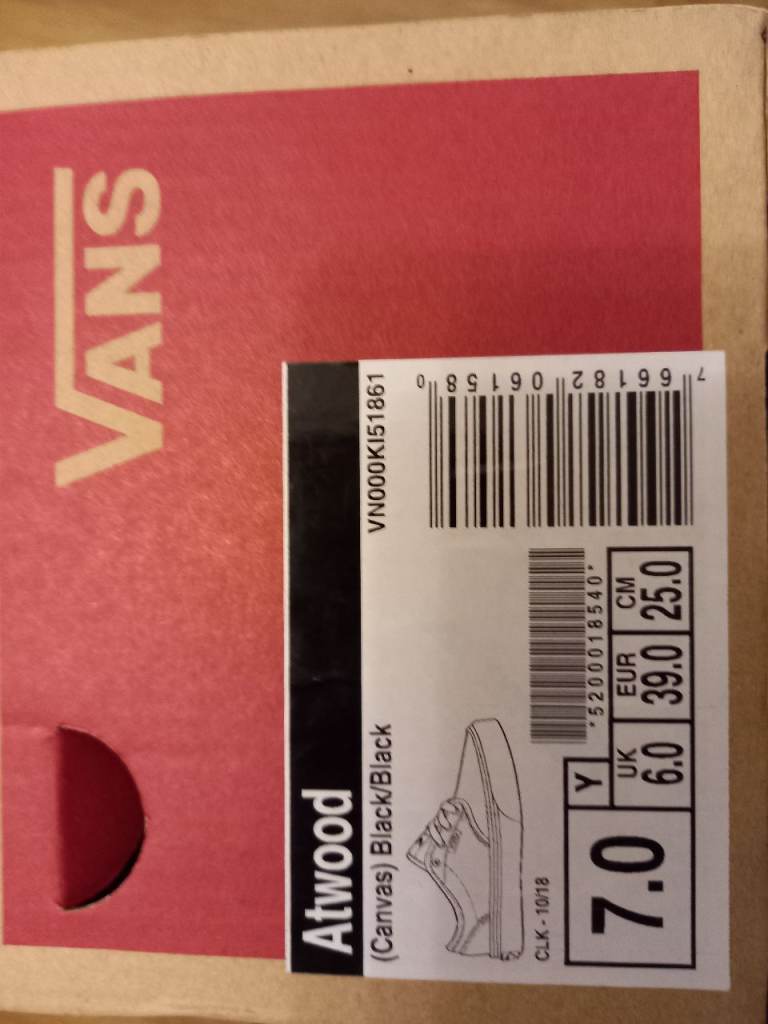 VANS
Atwood
(Canvas) Black/Black
VN000KI51861
CLK - 10/18
7.0
Y
UK
6.0
EUR
39.0
CM
25.0
*5200018540*
7 66182 06158 0